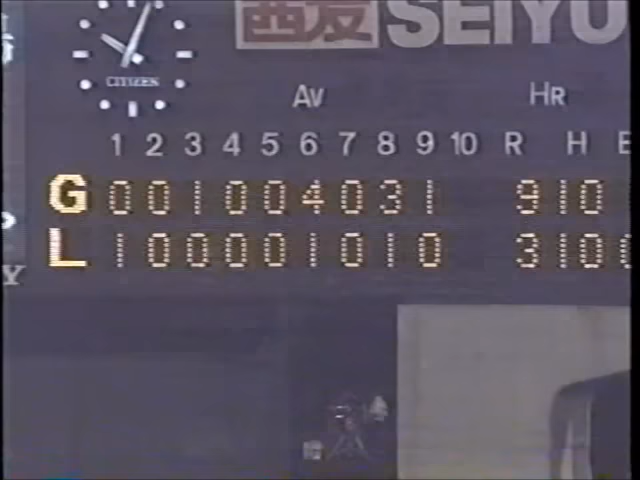 西友 SEIYU
CITIZEN
Av Hr
1 2 3 4 5 6 7 8 9 10 R H E
G 0 0 1 0 0 4 0 3 1 9 10
L 1 0 0 0 0 1 0 1 0 3 10 0
Y